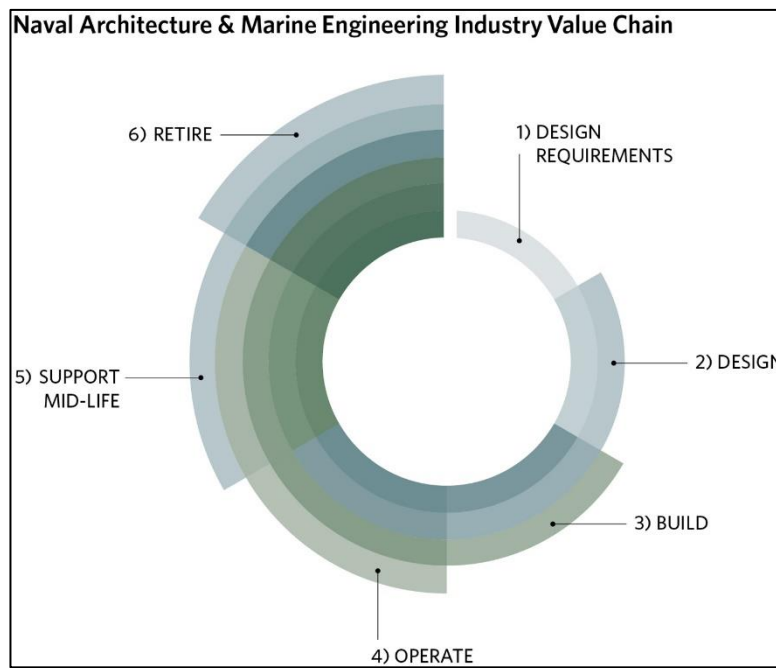 Naval Architecture & Marine Engineering Industry Value Chain
1) DESIGN
REQUIREMENTS
2) DESIGN
3) BUILD
4) OPERATE
5) SUPPORT
MID-LIFE
6) RETIRE